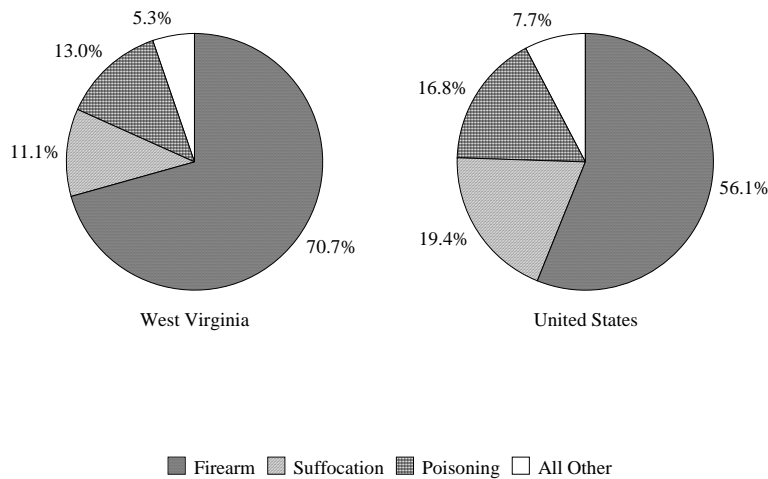 5.3%
13.0%
11.1%
70.7%
West Virginia
7.7%
16.8%
19.4%
56.1%
United States
Firearm Suffocation Poisoning All Other